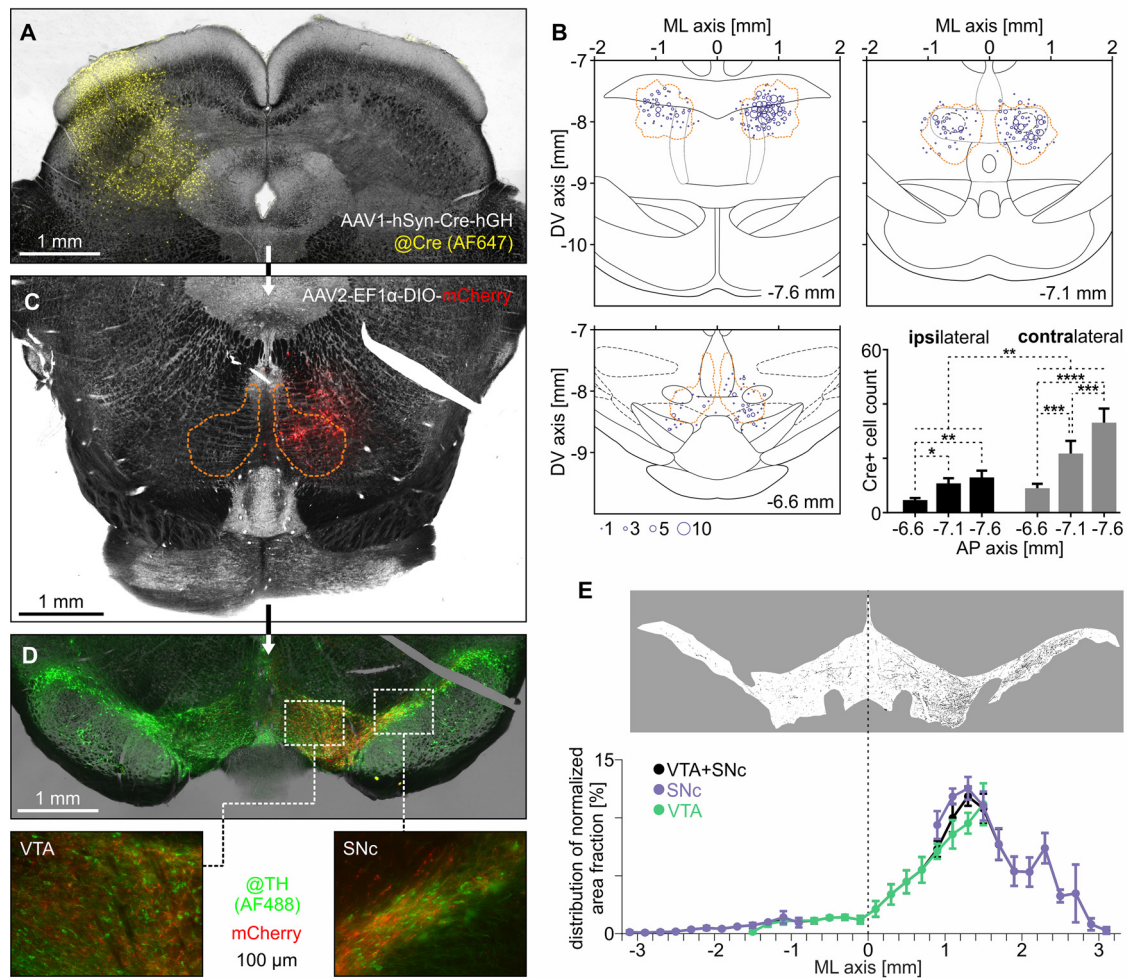 A
AAV1-hSyn-Cre-hGH
@Cre (AF647)
1 mm
B
ML axis [mm]
-2 -1 0 1 2
-7
-8
-9
-10
DV axis [mm]
-7.6 mm
ML axis [mm]
-2 -1 0 1 2
-7.1 mm
-7
-8
-9
DV axis [mm]
-6.6 mm
1 3 5 10
ipsilateral
contralateral
**
****
*** ***
**
*
60
0
Cre+ cell count
-6.6 -7.1 -7.6 -6.6 -7.1 -7.6
AP axis [mm]
C
AAV2-EF1α-DIO-mCherry
1 mm
D
1 mm
VTA
@TH
(AF488)
mCherry
100 µm
SNc
E
15
0
distribution of normalized
area fraction [%]
VTA+SNc
SNc
VTA
-3 -2 -1 0 1 2 3
ML axis [mm]